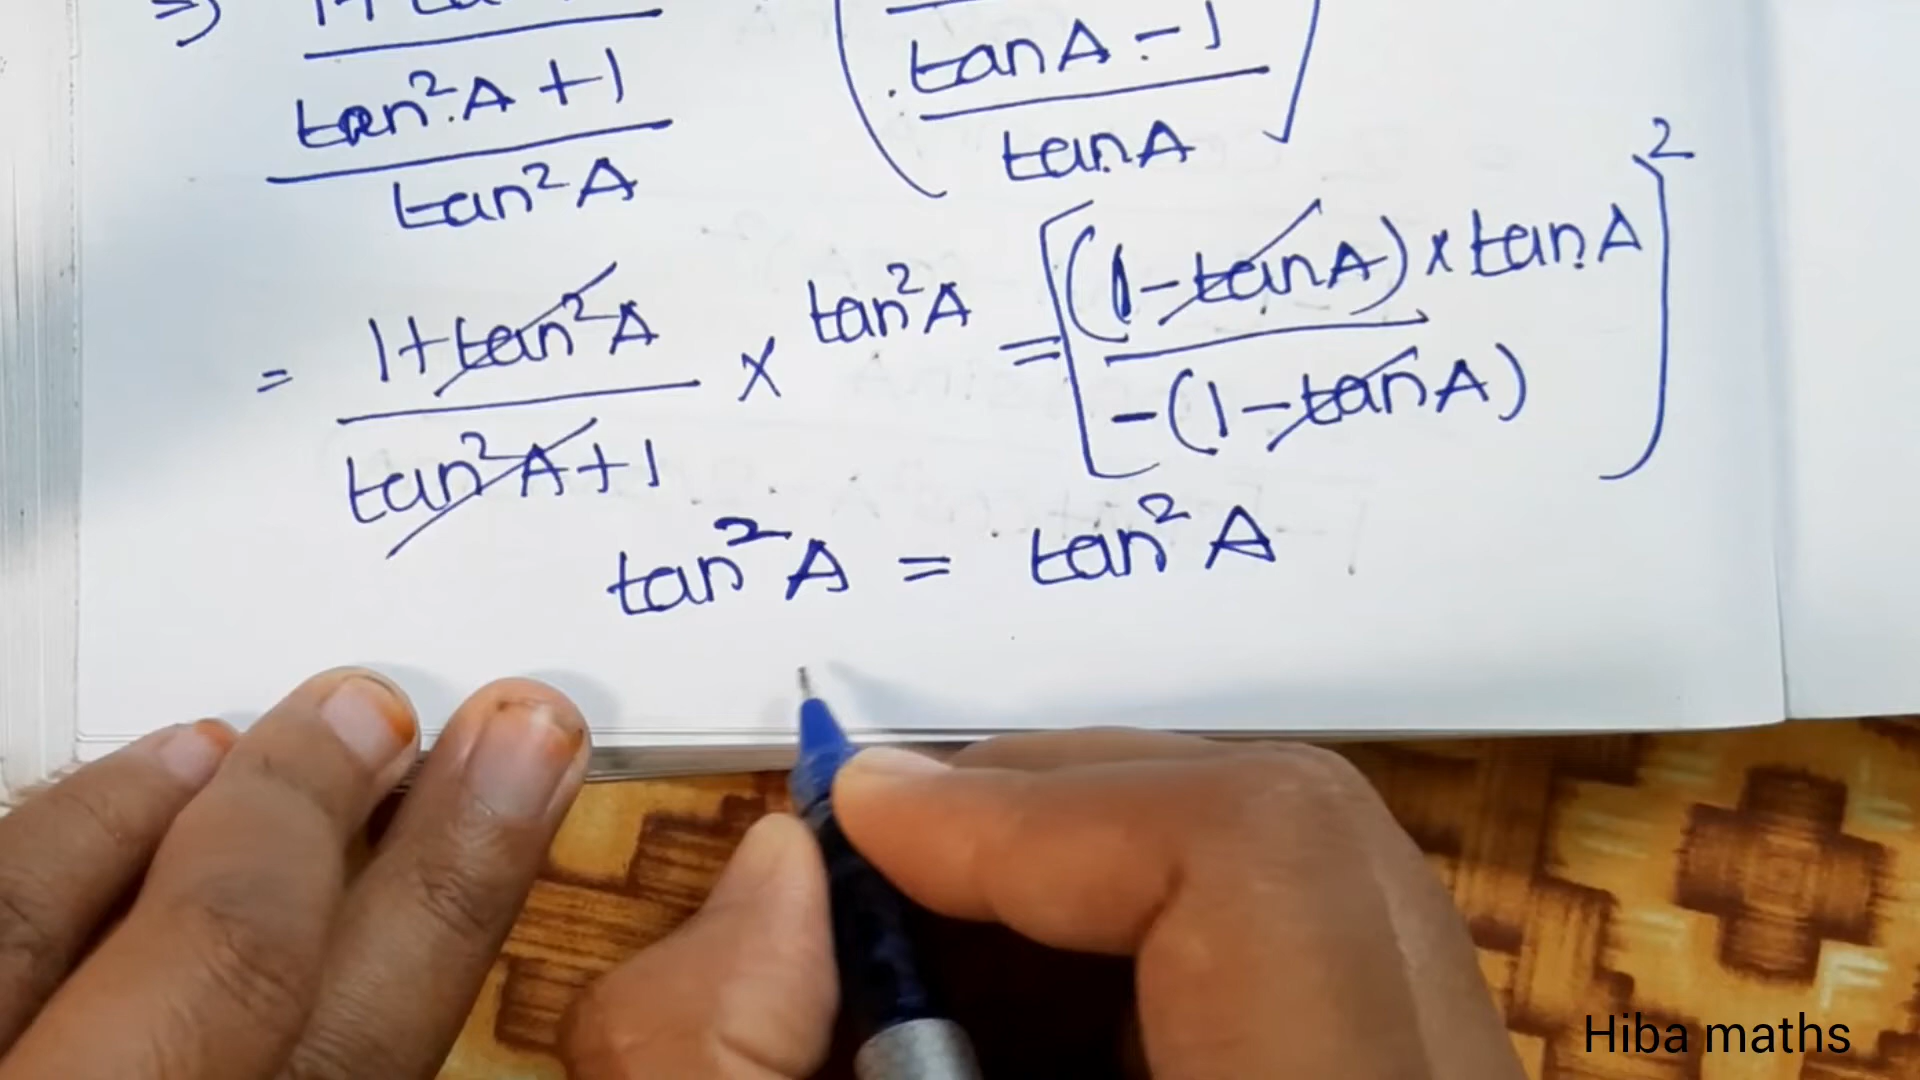 ⇒ 1+
tan²A+1
tan²A
tanA-1
tanA
= 1+tan²A / tan²A+1 × tan²A = [(1-tanA)×tanA / -(1-tanA)]²
tan²A = tan²A
Hiba maths